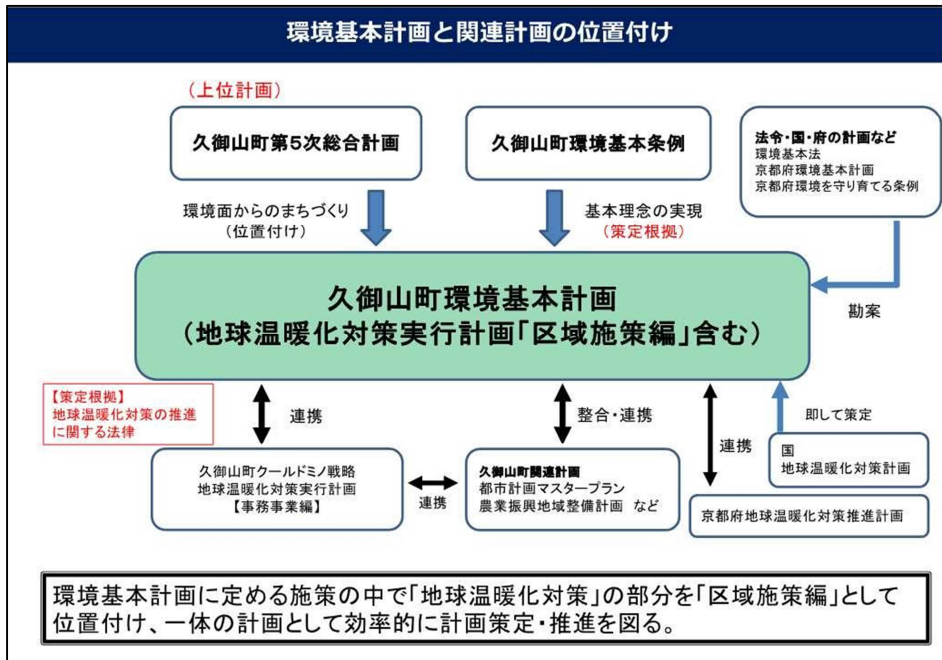 環境基本計画と関連計画の位置付け
(上位計画)
久御山町第5次総合計画
久御山町環境基本条例
法令・国・府の計画など
環境基本法
京都府環境基本計画
京都府環境を守り育てる条例
環境面からのまちづくり
(位置付け)
基本理念の実現
(策定根拠)
久御山町環境基本計画
(地球温暖化対策実行計画「区域施策編」含む)
勘案
【策定根拠】
地球温暖化対策の推進
に関する法律
連携
整合・連携
連携
即して策定
国
地球温暖化対策計画
久御山町クールドミノ戦略
地球温暖化対策実行計画
【事務事業編】
連携
久御山町関連計画
都市計画マスタープラン
農業振興地域整備計画 など
京都府地球温暖化対策推進計画
環境基本計画に定める施策の中で「地球温暖化対策」の部分を「区域施策編」として
位置付け、一体の計画として効率的に計画策定・推進を図る。